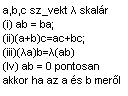 a,b,c sz_vekt λ skalár
(i) ab = ba;
(ii)(a+b)c=ac+bc;
(iii)(λa)b=λ(ab)
(Iv) ab = 0 pontosan
akkor ha az a és b meről